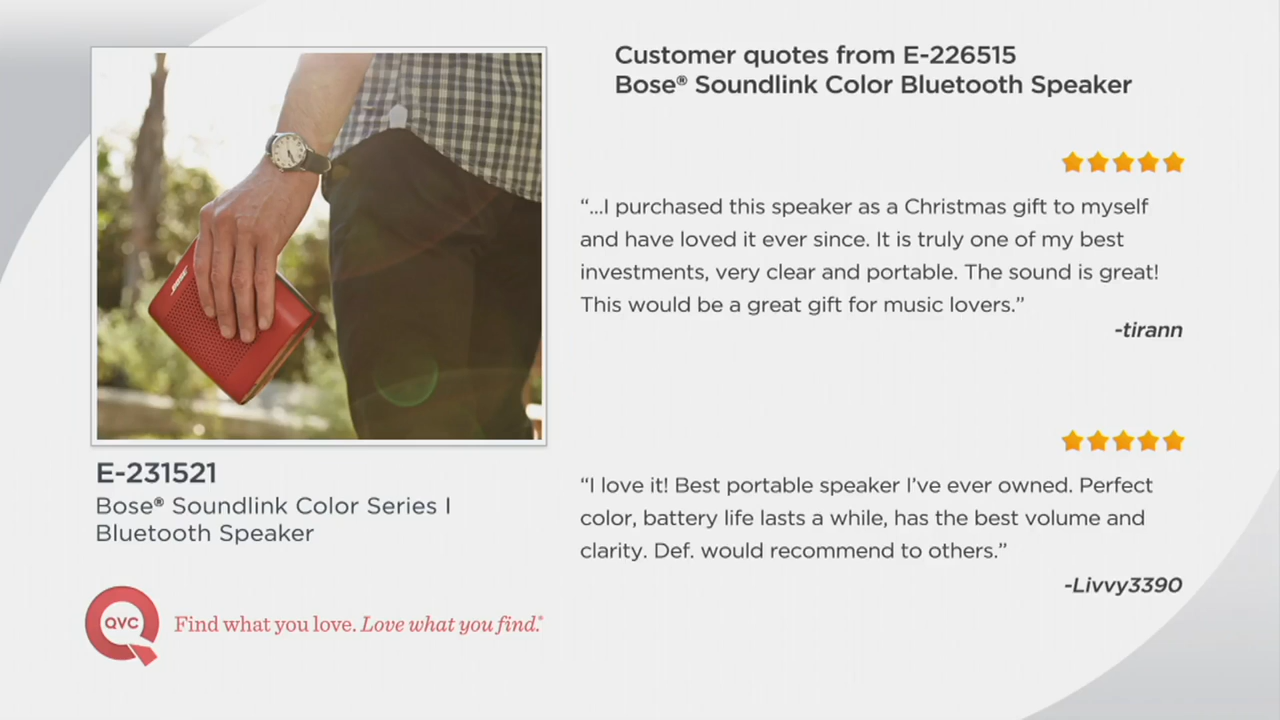 Customer quotes from E-226515
Bose® Soundlink Color Bluetooth Speaker
“...I purchased this speaker as a Christmas gift to myself
and have loved it ever since. It is truly one of my best
investments, very clear and portable. The sound is great!
This would be a great gift for music lovers.”
-tirann
“I love it! Best portable speaker I’ve ever owned. Perfect
color, battery life lasts a while, has the best volume and
clarity. Def. would recommend to others.”
-Livvy3390
BOSE
E-231521
Bose® Soundlink Color Series I
Bluetooth Speaker
QVC
Find what you love. Love what you find.®